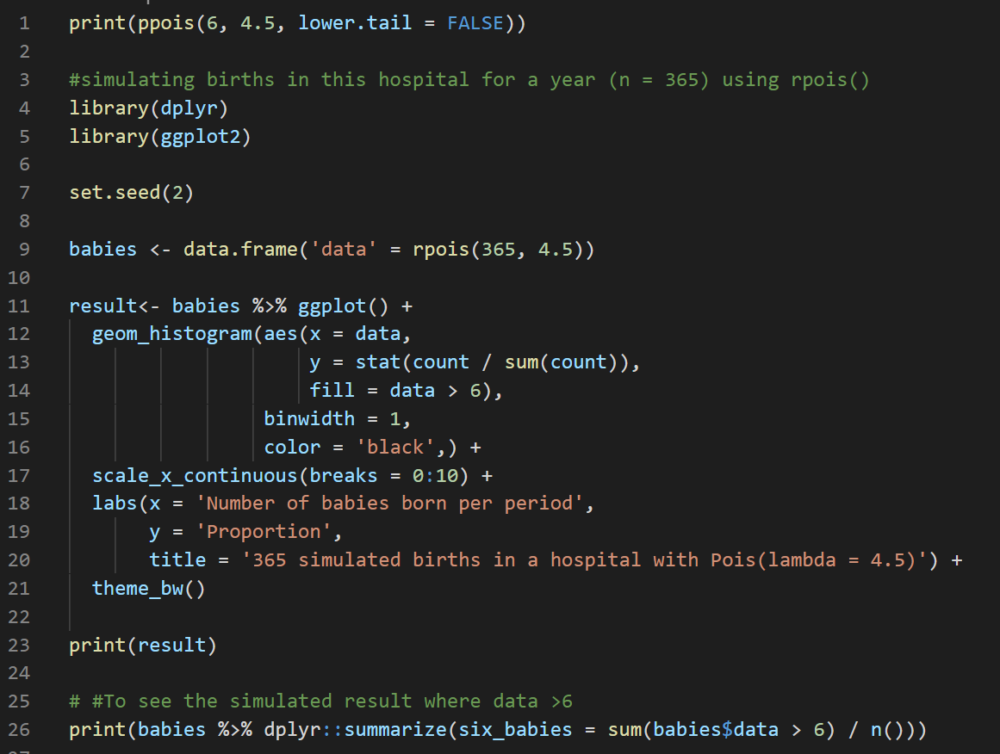 1 print(ppois(6, 4.5, lower.tail = FALSE))
2
3 #simulating births in this hospital for a year (n = 365) using rpois()
4 library(dplyr)
5 library(ggplot2)
6
7 set.seed(2)
8
9 babies <- data.frame('data' = rpois(365, 4.5))
10
11 result<- babies %>% ggplot() +
12   geom_histogram(aes(x = data,
13                      y = stat(count / sum(count)),
14                      fill = data > 6),
15                  binwidth = 1,
16                  color = 'black',) +
17   scale_x_continuous(breaks = 0:10) +
18   labs(x = 'Number of babies born per period',
19        y = 'Proportion',
20        title = '365 simulated births in a hospital with Pois(lambda = 4.5)') +
21   theme_bw()
22
23 print(result)
24
25 # #To see the simulated result where data >6
26 print(babies %>% dplyr::summarize(six_babies = sum(babies$data > 6) / n()))